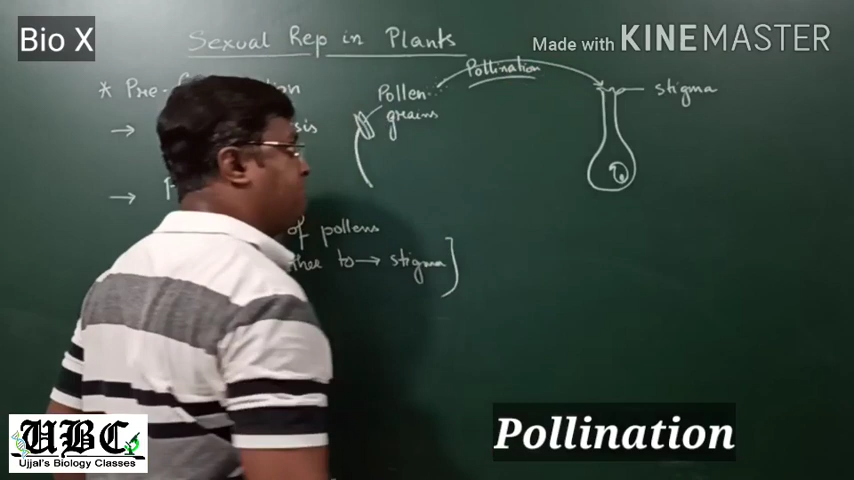 Bio X
Sexual Rep in Plants
Made with KINEMASTER
* Pre-
Pollination
stigma
Pollen
grains
→
→
of pollens
to → stigma
Pollination
UBC
Ujjal's Biology Classes